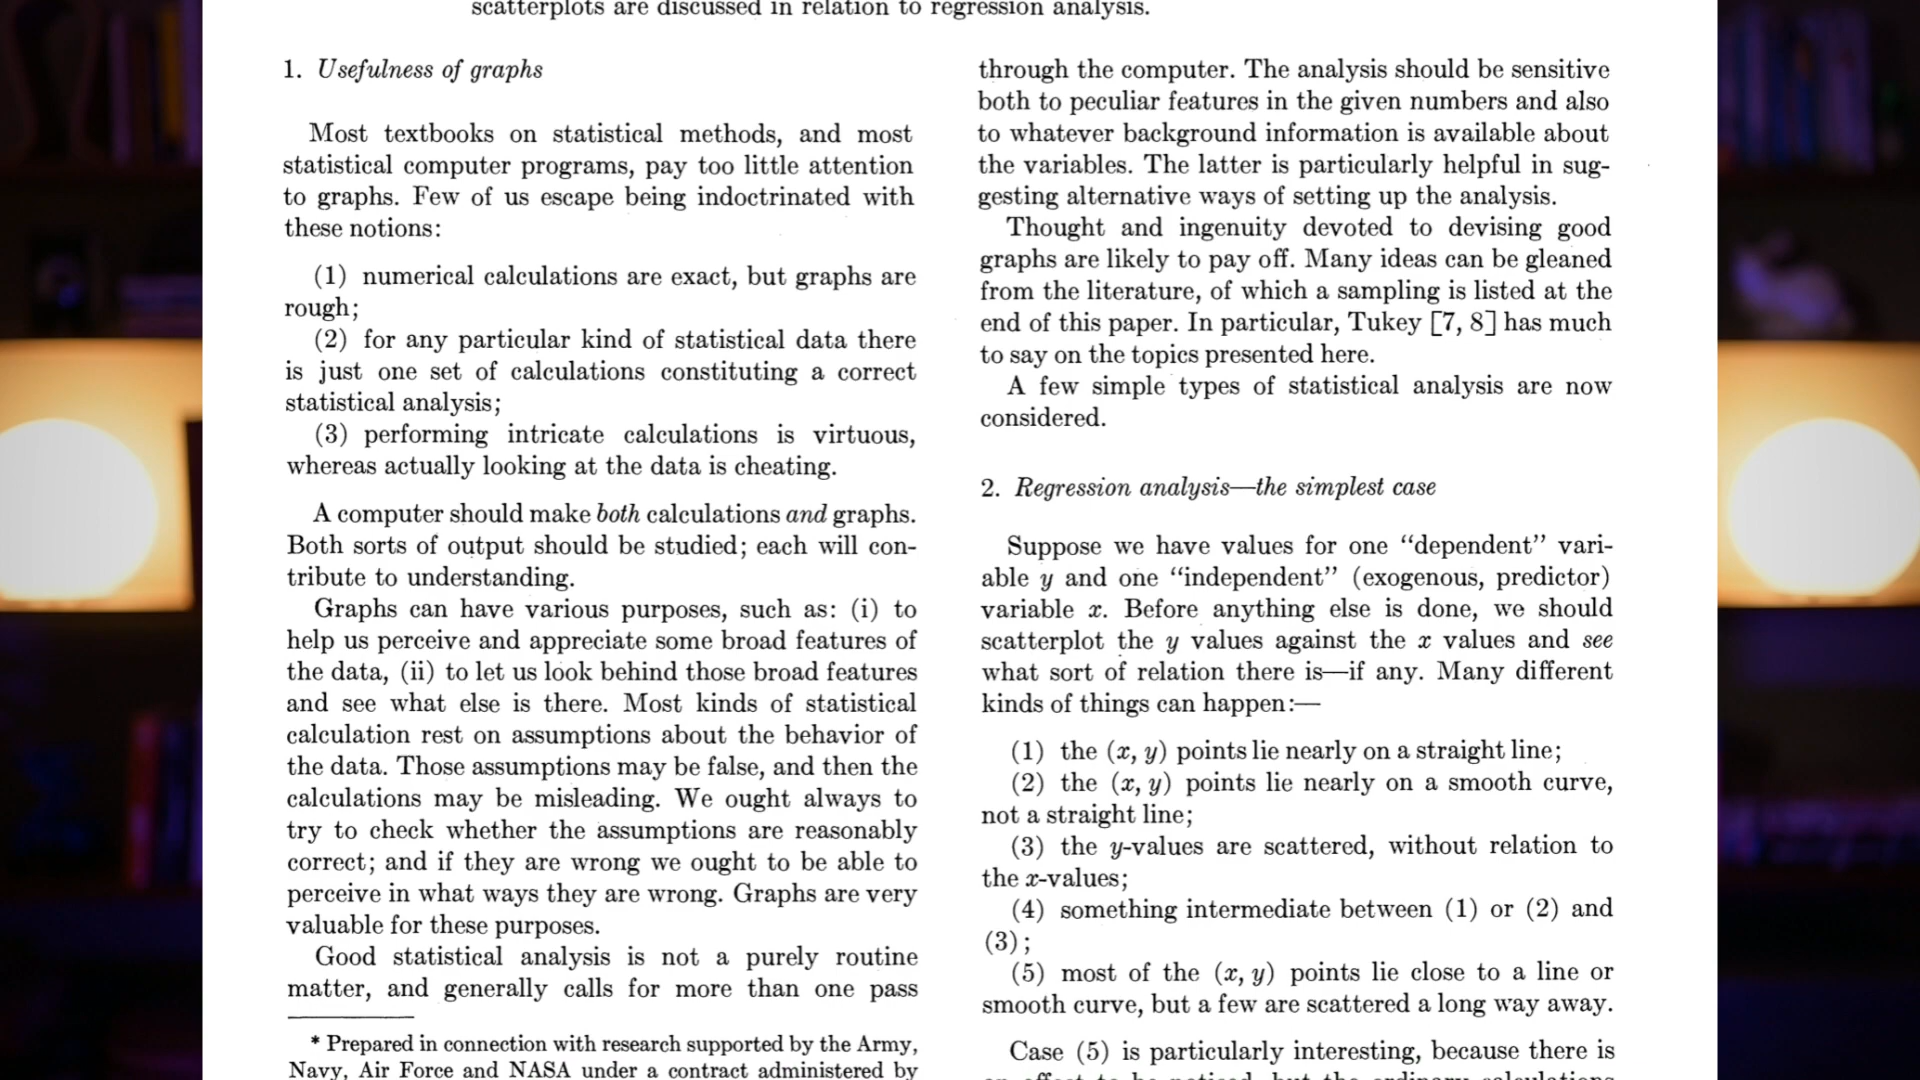 scatterplots are discussed in relation to regression analysis.
1. Usefulness of graphs
Most textbooks on statistical methods, and most
statistical computer programs, pay too little attention
to graphs. Few of us escape being indoctrinated with
these notions:
(1) numerical calculations are exact, but graphs are
rough;
(2) for any particular kind of statistical data there
is just one set of calculations constituting a correct
statistical analysis;
(3) performing intricate calculations is virtuous,
whereas actually looking at the data is cheating.
A computer should make both calculations and graphs.
Both sorts of output should be studied; each will con-
tribute to understanding.
Graphs can have various purposes, such as: (i) to
help us perceive and appreciate some broad features of
the data, (ii) to let us look behind those broad features
and see what else is there. Most kinds of statistical
calculation rest on assumptions about the behavior of
the data. Those assumptions may be false, and then the
calculations may be misleading. We ought always to
try to check whether the assumptions are reasonably
correct; and if they are wrong we ought to be able to
perceive in what ways they are wrong. Graphs are very
valuable for these purposes.
Good statistical analysis is not a purely routine
matter, and generally calls for more than one pass
* Prepared in connection with research supported by the Army,
Navy, Air Force and NASA under a contract administered by
through the computer. The analysis should be sensitive
both to peculiar features in the given numbers and also
to whatever background information is available about
the variables. The latter is particularly helpful in sug-
gesting alternative ways of setting up the analysis.
Thought and ingenuity devoted to devising good
graphs are likely to pay off. Many ideas can be gleaned
from the literature, of which a sampling is listed at the
end of this paper. In particular, Tukey [7, 8] has much
to say on the topics presented here.
A few simple types of statistical analysis are now
considered.
2. Regression analysis—the simplest case
Suppose we have values for one “dependent” vari-
able y and one “independent” (exogenous, predictor)
variable x. Before anything else is done, we should
scatterplot the y values against the x values and see
what sort of relation there is—if any. Many different
kinds of things can happen:—
(1) the (x, y) points lie nearly on a straight line;
(2) the (x, y) points lie nearly on a smooth curve,
not a straight line;
(3) the y-values are scattered, without relation to
the x-values;
(4) something intermediate between (1) or (2) and
(3);
(5) most of the (x, y) points lie close to a line or
smooth curve, but a few are scattered a long way away.
Case (5) is particularly interesting, because there is